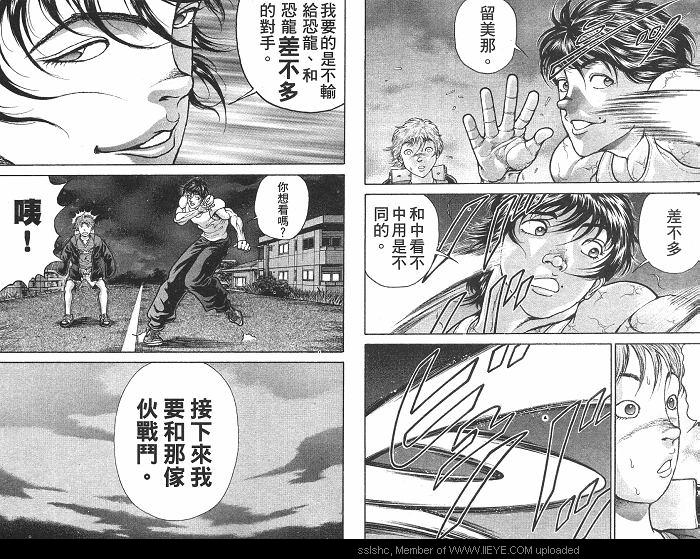 留美那。
差不多
和中看不
中用是不
同的。
我要的是不輸
給恐龍、和
恐龍差不多
的對手。
你想看嗎?
咦!
接下來我
要和那傢
伙戰鬥。
sslshc, Member of WWW.IIEYE.COM uploaded